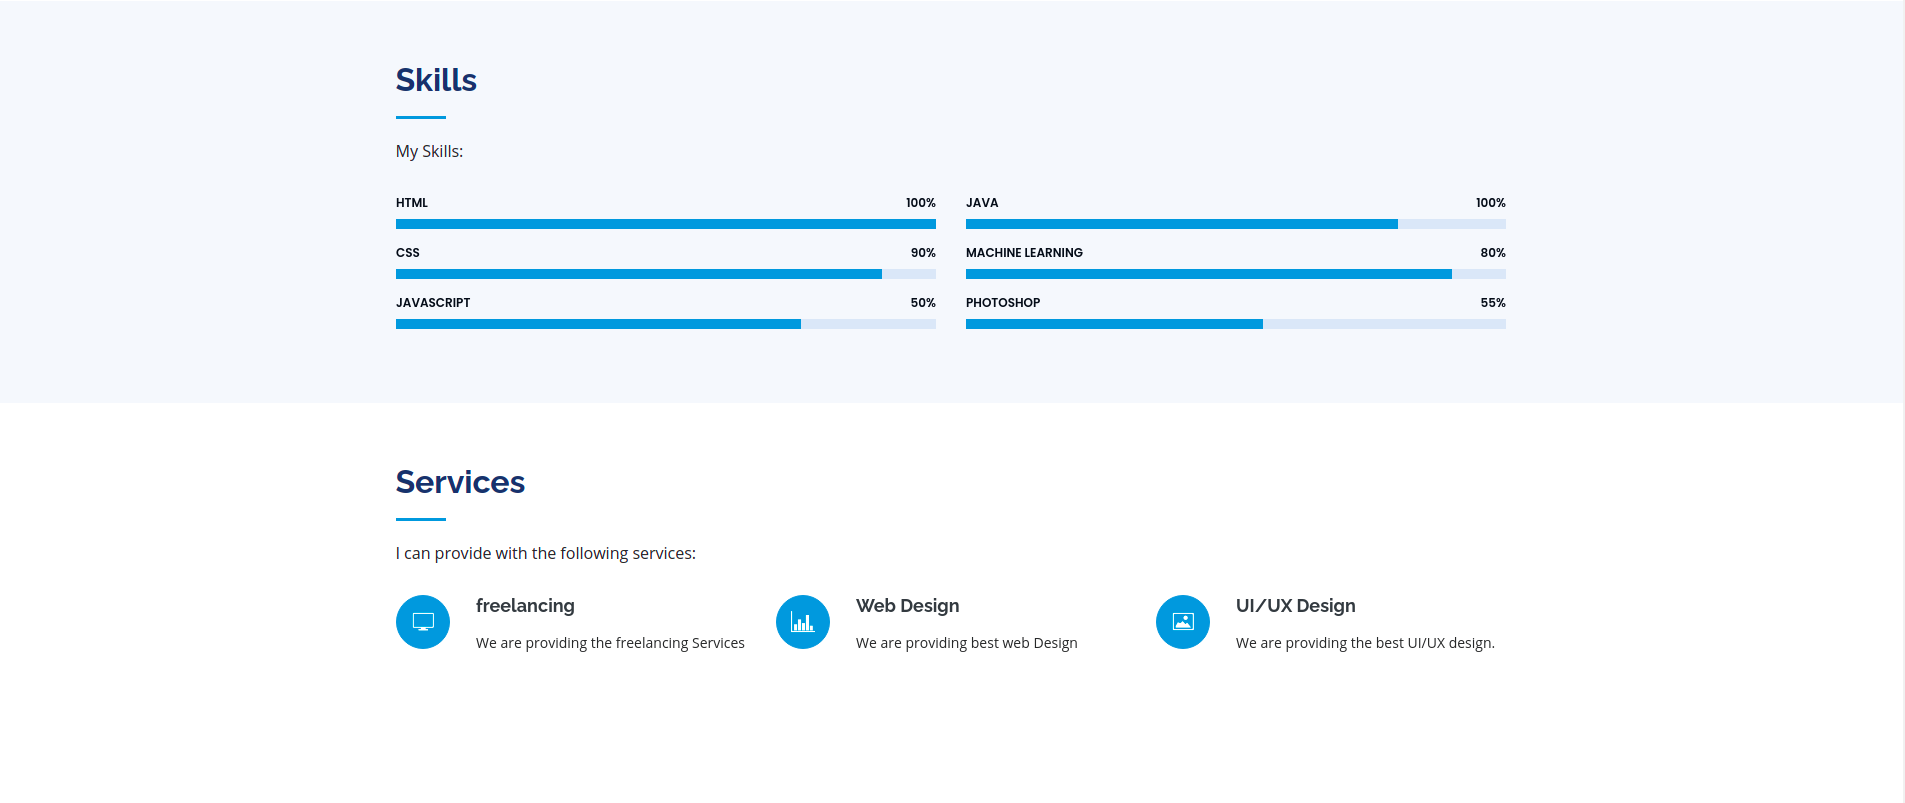 Skills
My Skills:
HTML 100%
JAVA 100%
CSS 90%
MACHINE LEARNING 80%
JAVASCRIPT 50%
PHOTOSHOP 55%
Services
I can provide with the following services:
freelancing
We are providing the freelancing Services
Web Design
We are providing best web Design
UI/UX Design
We are providing the best UI/UX design.